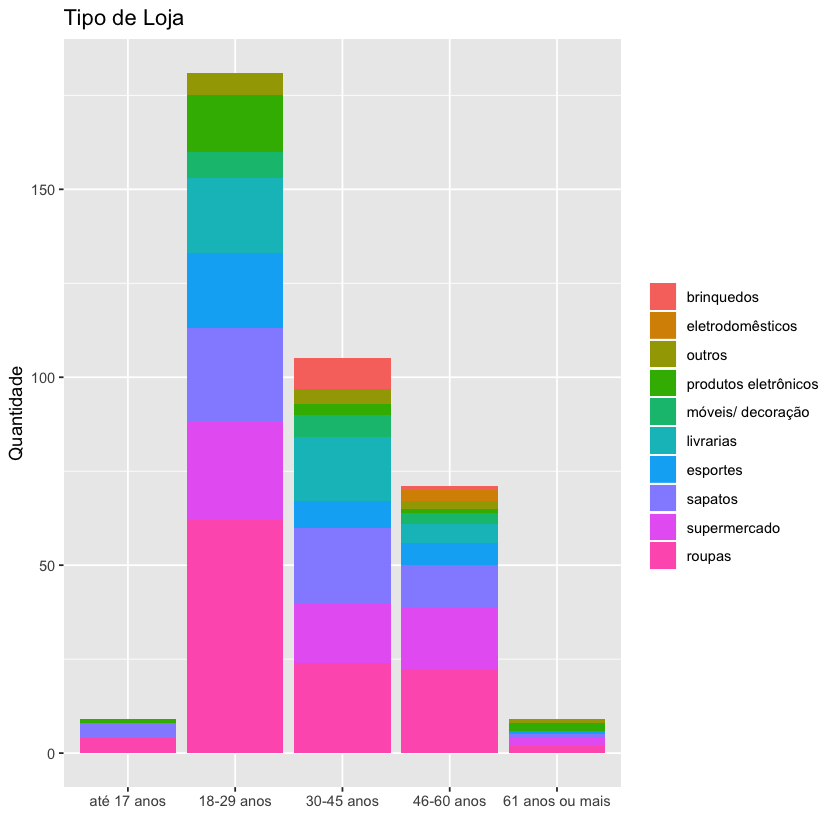 Tipo de Loja
Quantidade
150
100
50
0
até 17 anos
18-29 anos
30-45 anos
46-60 anos
61 anos ou mais
brinquedos
eletrodomêsticos
outros
produtos eletrônicos
móveis/ decoração
livrarias
esportes
sapatos
supermercado
roupas